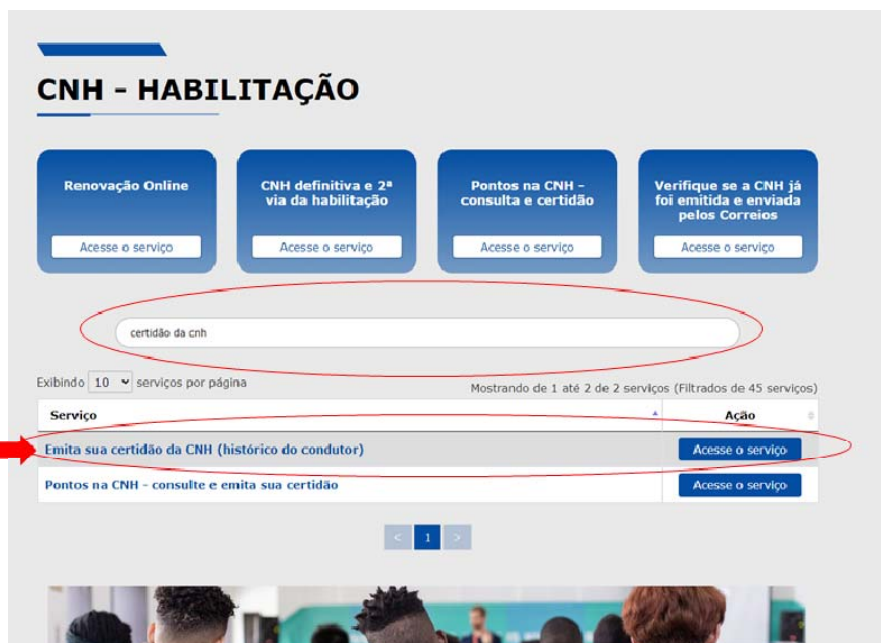 CNH - HABILITAÇÃO
Renovação Online
Acesse o serviço
CNH definitiva e 2ª
via da habilitação
Acesse o serviço
Pontos na CNH -
consulta e certidão
Acesse o serviço
Verifique se a CNH já
foi emitida e enviada
pelos Correios
Acesse o serviço
certidão da cnh
Exibindo 10 serviços por página
Mostrando de 1 até 2 de 2 serviços (Filtrados de 45 serviços)
Serviço Ação
Emita sua certidão da CNH (histórico do condutor) Acesse o serviço
Pontos na CNH - consulte e emita sua certidão Acesse o serviço
< 1 >